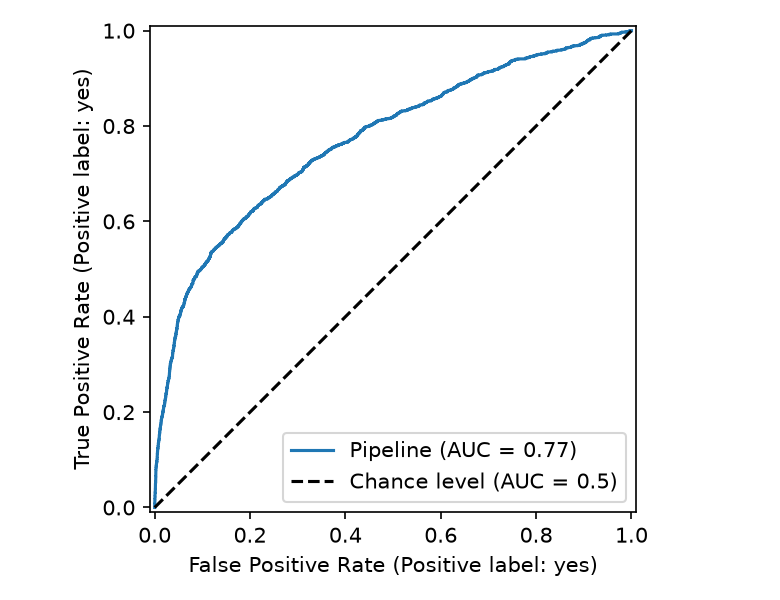 1.0
0.8
0.6
0.4
0.2
0.0
True Positive Rate (Positive label: yes)
Pipeline (AUC = 0.77)
Chance level (AUC = 0.5)
0.0 0.2 0.4 0.6 0.8 1.0
False Positive Rate (Positive label: yes)